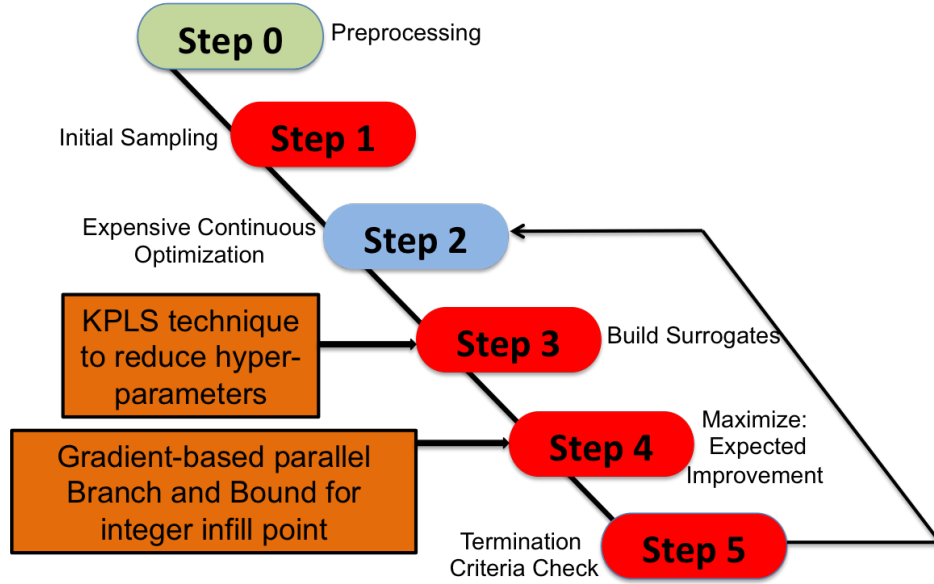 Step 0
Preprocessing
Initial Sampling
Step 1
Expensive Continuous
Optimization
Step 2
KPLS technique
to reduce hyper-
parameters
Step 3
Build Surrogates
Gradient-based parallel
Branch and Bound for
integer infill point
Step 4
Maximize:
Expected
Improvement
Termination
Criteria Check
Step 5